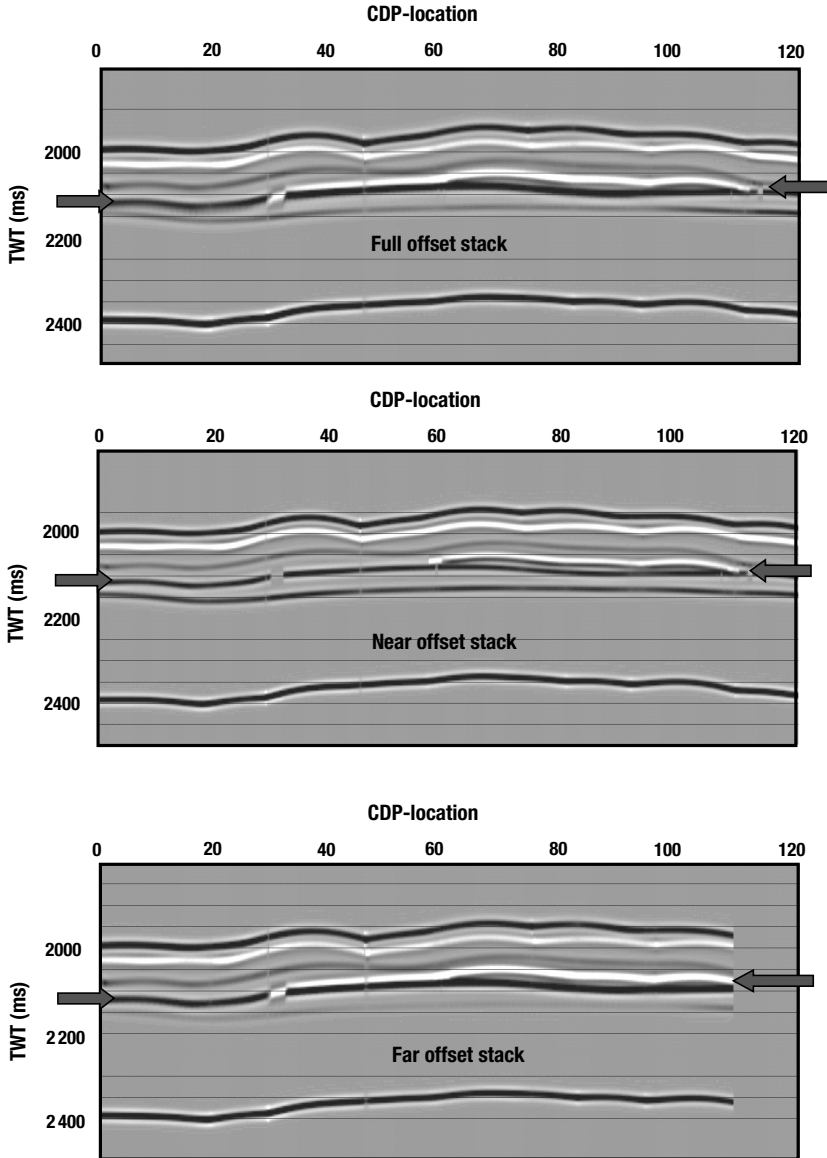 CDP-location
0 20 40 60 80 100 120
2000
TWT (ms)
2200
Full offset stack
2400
CDP-location
0 20 40 60 80 100 120
2000
TWT (ms)
2200
Near offset stack
2400
CDP-location
0 20 40 60 80 100 120
2000
TWT (ms)
2 200
Far offset stack
2 400